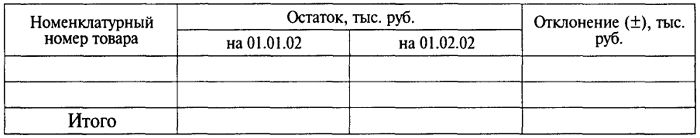 Номенклатурный
номер товара
Остаток, тыс. руб.
на 01.01.02
на 01.02.02
Отклонение (±), тыс.
руб.
Итого